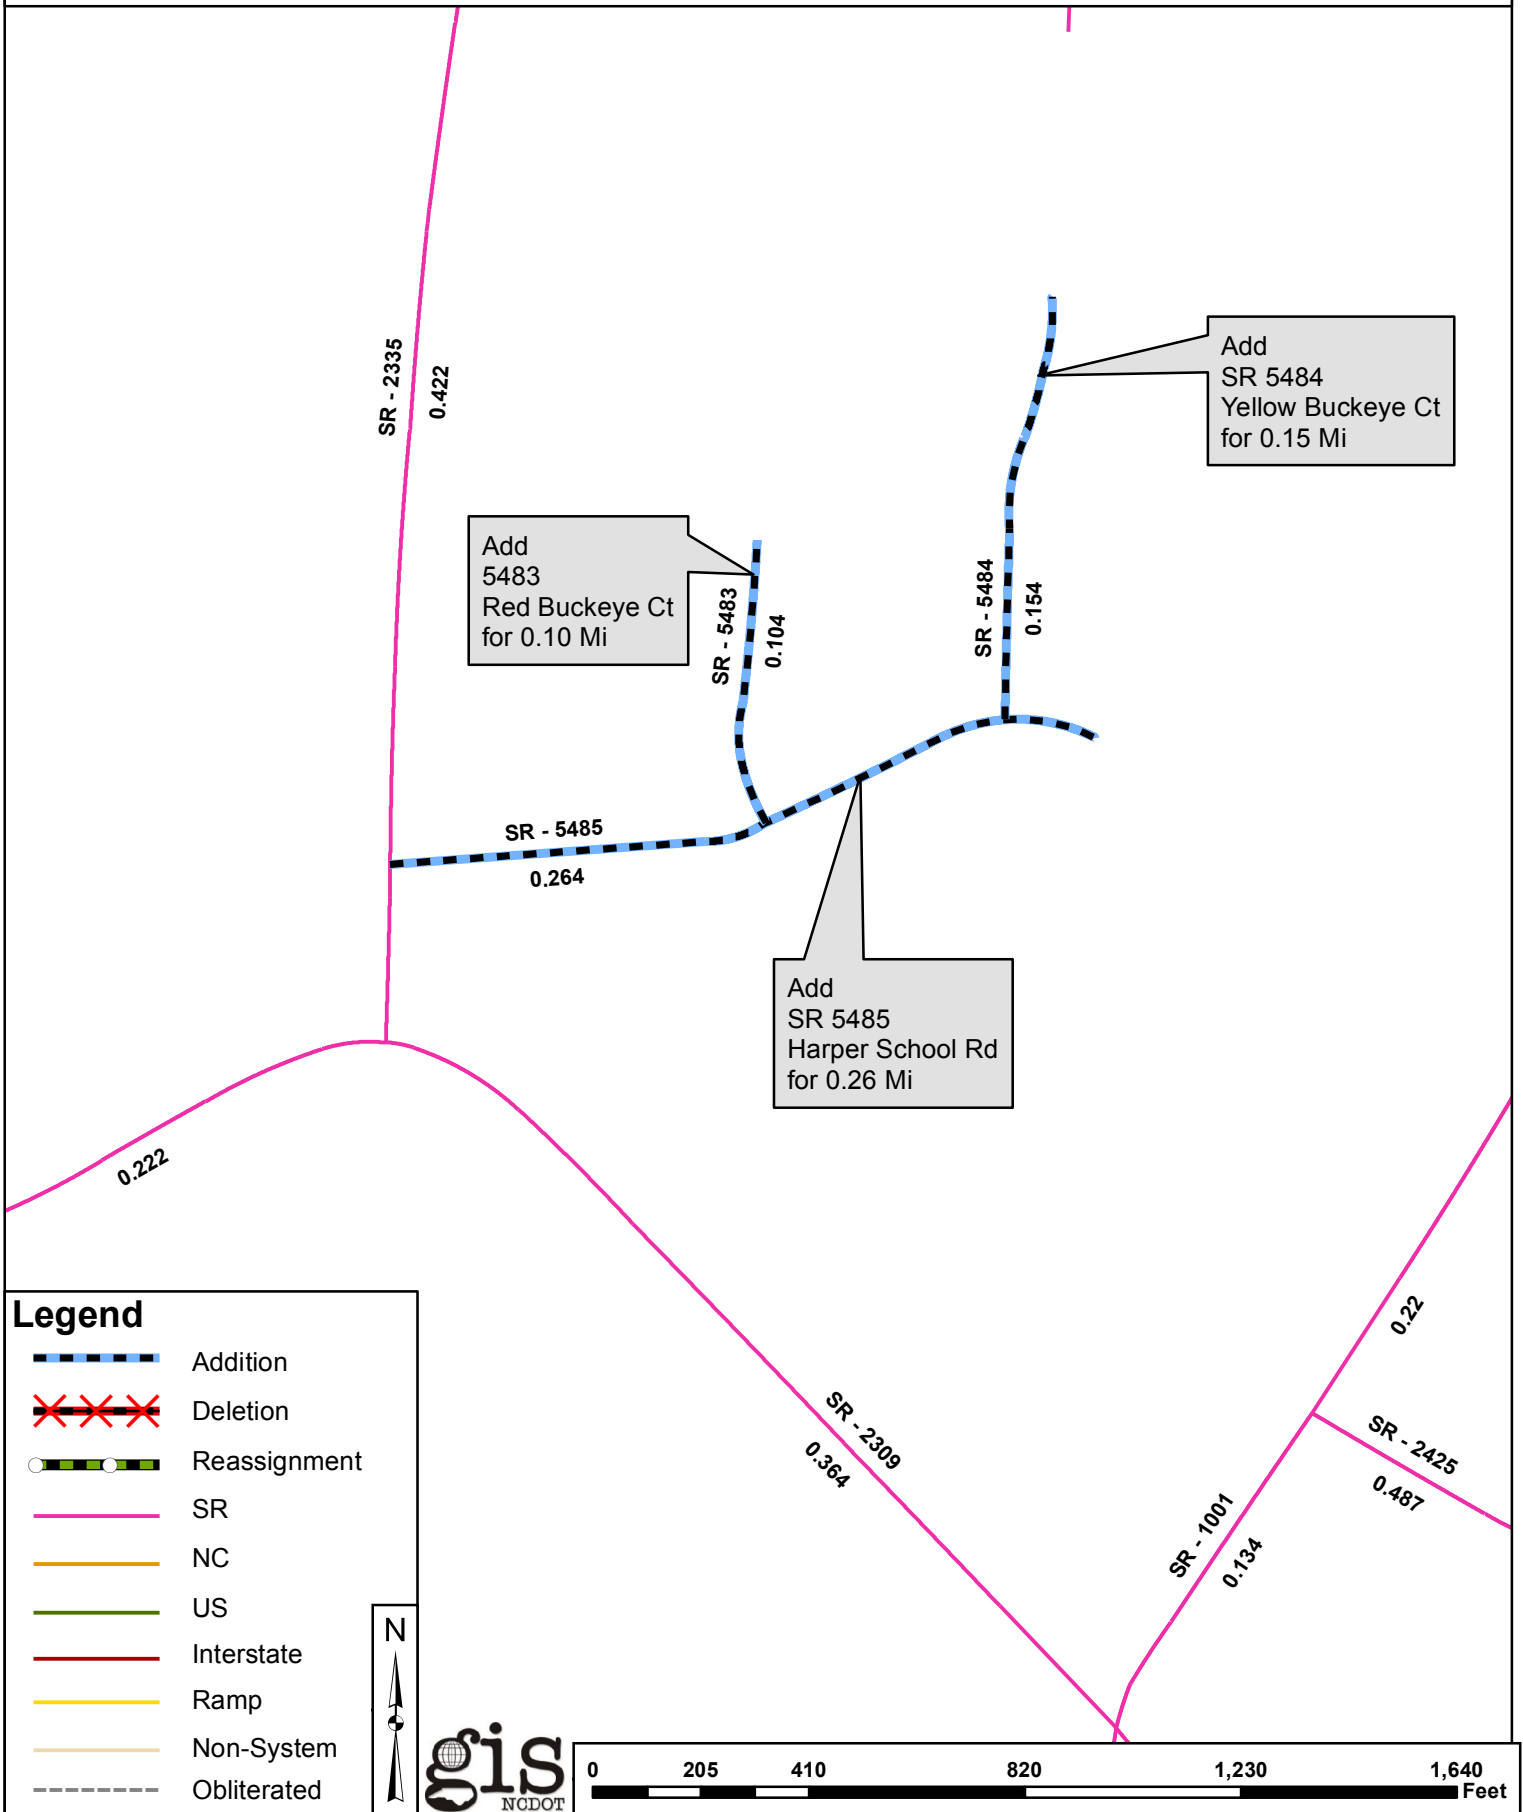 SR - 2335
0.422
Add
SR 5484
Yellow Buckeye Ct
for 0.15 Mi
Add
5483
Red Buckeye Ct
for 0.10 Mi
SR - 5483
0.104
SR - 5484
0.154
SR - 5485
0.264
Add
SR 5485
Harper School Rd
for 0.26 Mi
0.222
SR - 2309
0.364
0.22
SR - 2425
0.487
SR - 1001
0.134
Legend
Addition
Deletion
Reassignment
SR
NC
US
Interstate
Ramp
Non-System
Obliterated
N
gis
NCDOT
0 205 410 820 1,230 1,640
Feet